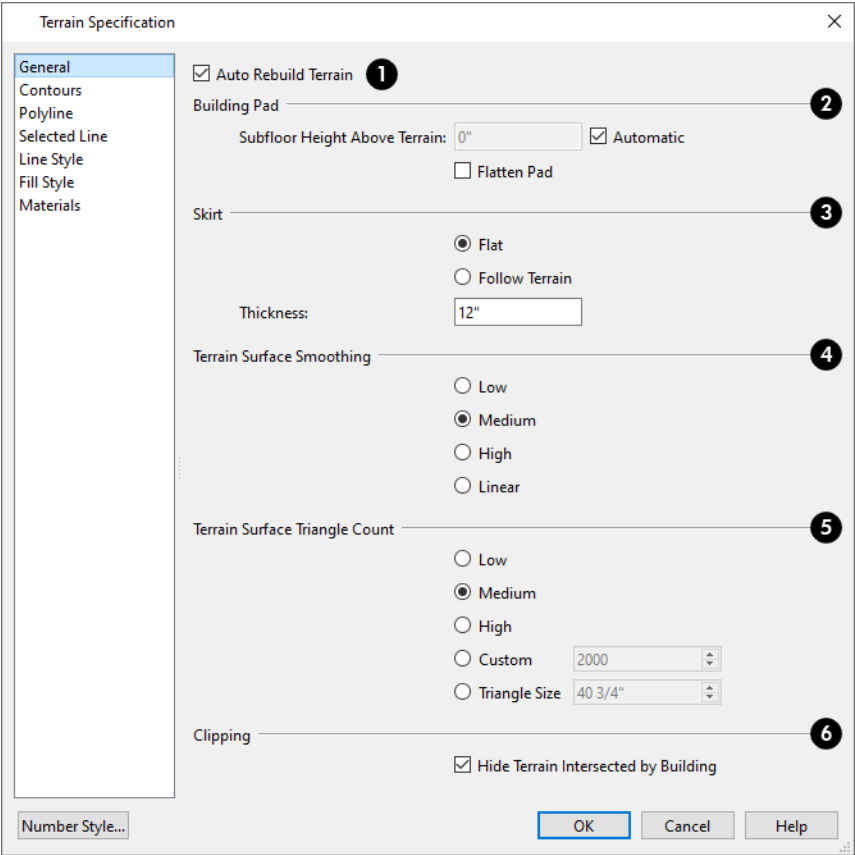 Terrain Specification
General
Contours
Polyline
Selected Line
Line Style
Fill Style
Materials
Auto Rebuild Terrain 1
Building Pad 2
Subfloor Height Above Terrain: 0" Automatic
Flatten Pad
Skirt 3
Flat
Follow Terrain
Thickness: 12"
Terrain Surface Smoothing 4
Low
Medium
High
Linear
Terrain Surface Triangle Count 5
Low
Medium
High
Custom 2000
Triangle Size 40 3/4"
Clipping 6
Hide Terrain Intersected by Building
Number Style... OK Cancel Help